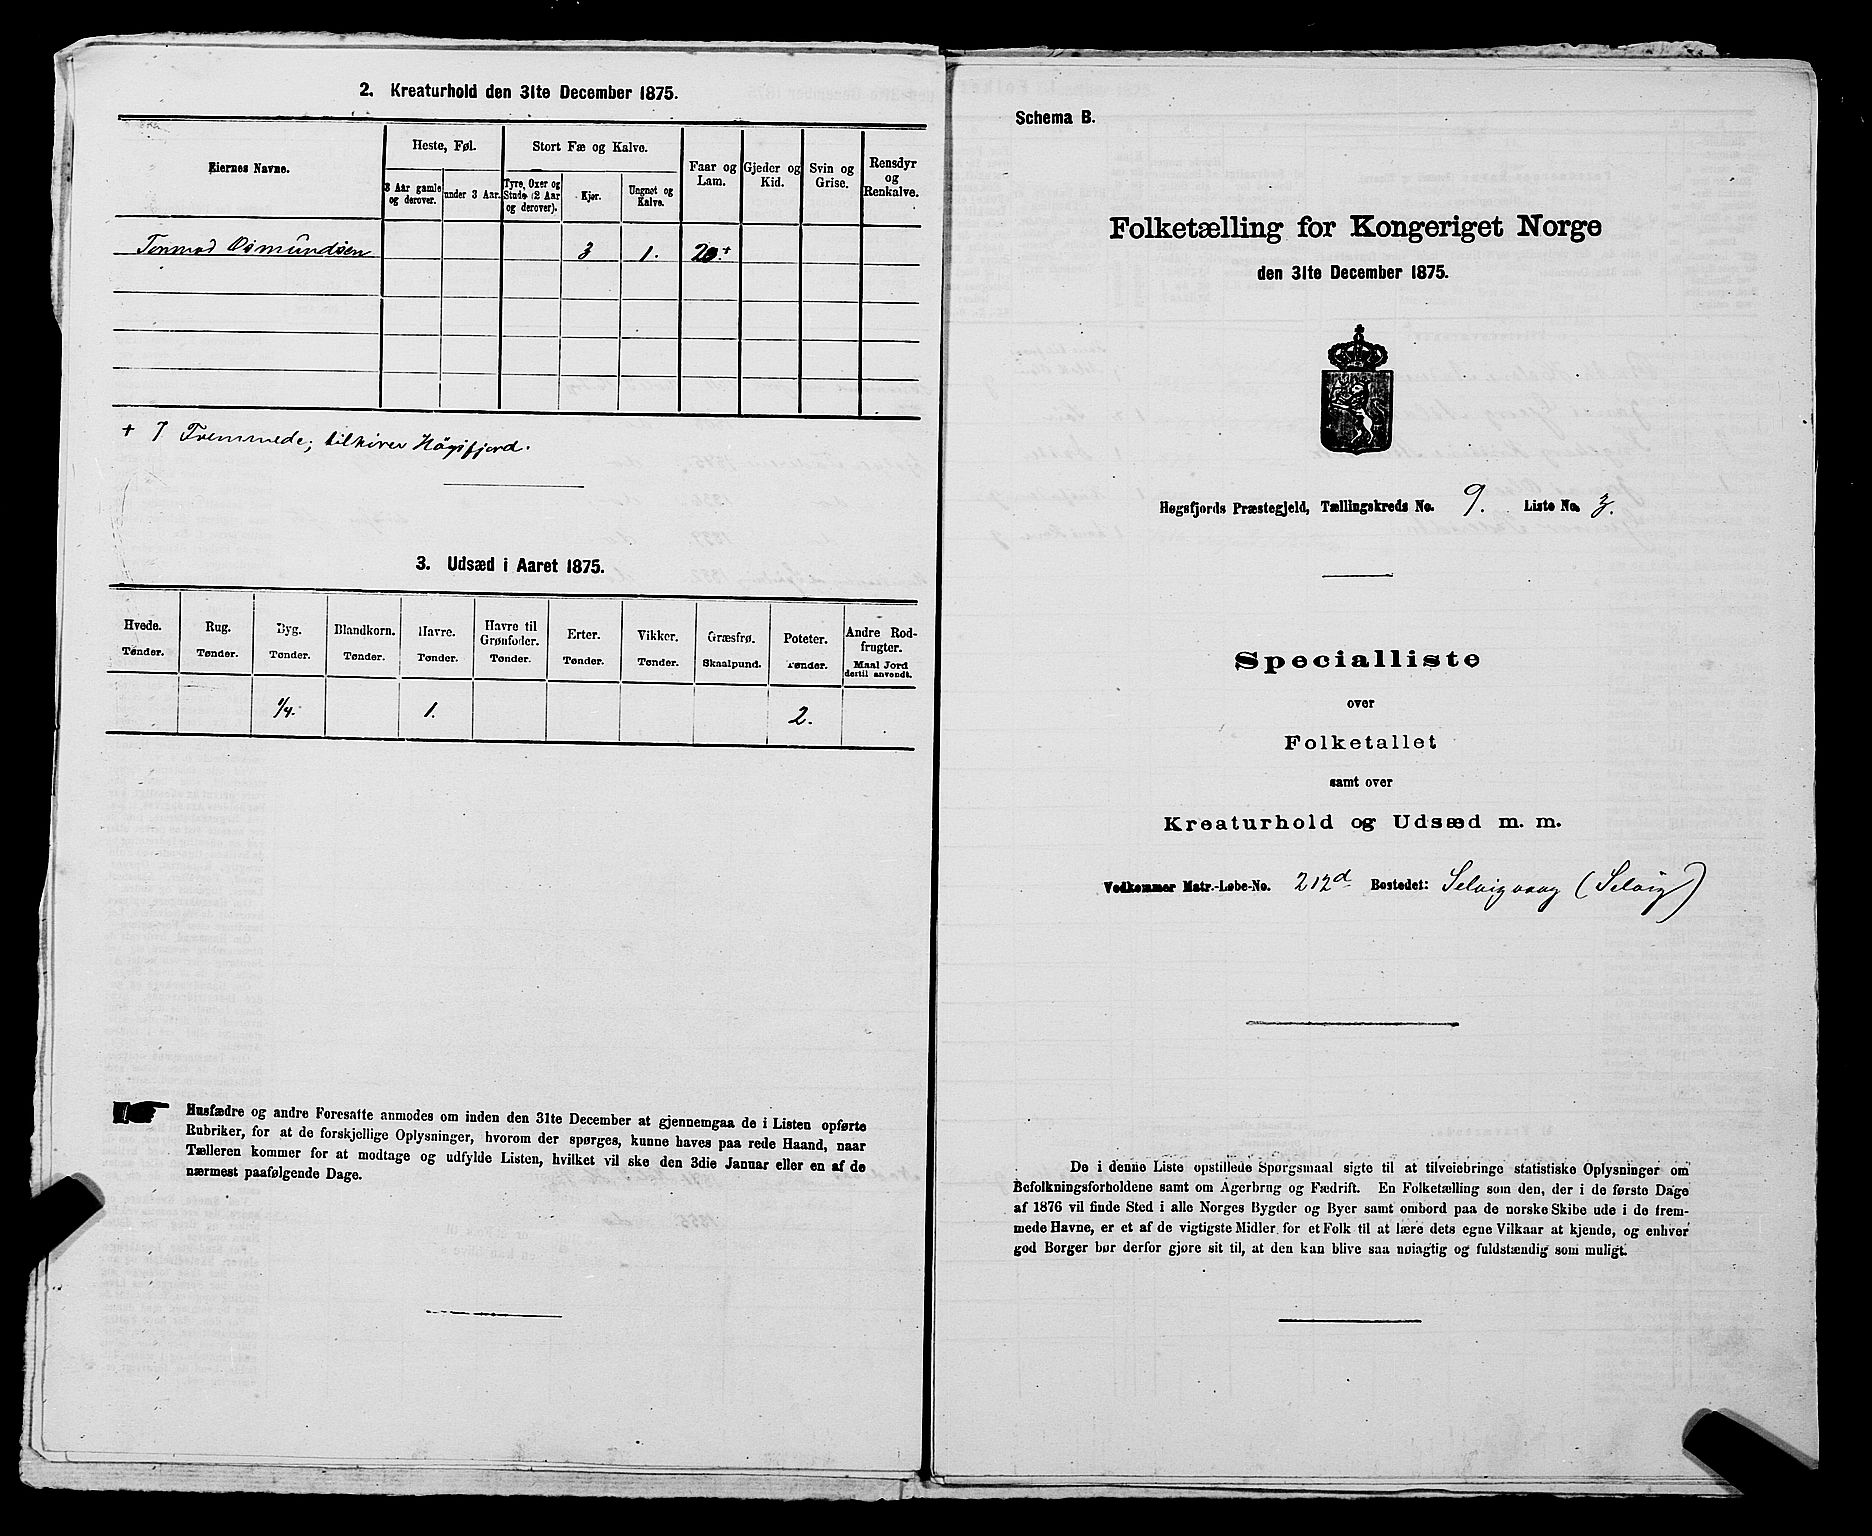 2. Kreaturhold den 31te December 1875.
Eiernes Navne.
Heste, Føl.
Stort Fæ og Kalve.
Faar og Lam.
Gjeder og Kid.
Svin og Grise.
Rensdyr og Renkalve.
3 Aar gamle og derover.
under 3 Aar.
Tyre, Oxer og Stude (2 Aar og derover).
Kjør.
Ungnøt og Kalve.
Tormod Osmundsen 3 1. 20.+
+ 7 Fremmede; tilhører Høgsfjord.
3. Udsæd i Aaret 1875.
Hvede. Rug. Byg. Blandkorn. Havre. Havre til Grønfoder. Erter. Vikker. Græsfrø. Poteter. Andre Rodfrugter.
Tønder. Tønder. Tønder. Tønder. Tønder. Tønder. Tønder. Tønder. Skaalpund. Tønder. Maal Jord dertil anvendt.
1/4. 1. 2.
Husfædre og andre Foresatte anmodes om inden den 31te December at gjennemgaa de i Listen opførte
Rubriker, for at de forskjellige Oplysninger, hvorom der spørges, kunne haves paa rede Haand, naar
Tælleren kommer for at modtage og udfylde Listen, hvilket vil ske den 3die Januar eller en af de
nærmest paafølgende Dage.
Schema B.
Folketælling for Kongeriget Norge
den 31te December 1875.
Høgsfjords Præstegjeld, Tællingskreds No. 9. Liste No. 3.
Specialliste
over
Folketallet
samt over
Kreaturhold og Udsæd m. m.
Vedkommer Matr.-Løbe-No. 212d Bostedet: Selvigvaag (Selvig)
De i denne Liste opstillede Spørgsmaal sigte til at tilveiebringe statistiske Oplysninger om
Befolkningsforholdene samt om Agerbrug og Fædrift. En Folketælling som den, der i de første Dage
af 1876 vil finde Sted i alle Norges Bygder og Byer samt ombord paa de norske Skibe ude i de frem-
mede Havne, er et af de vigtigste Midler for et Folk til at lære dets egne Vilkaar at kjende, og enhver
god Borger bør derfor gjøre sit til, at den kan blive saa nøiagtig og fuldstændig som muligt.